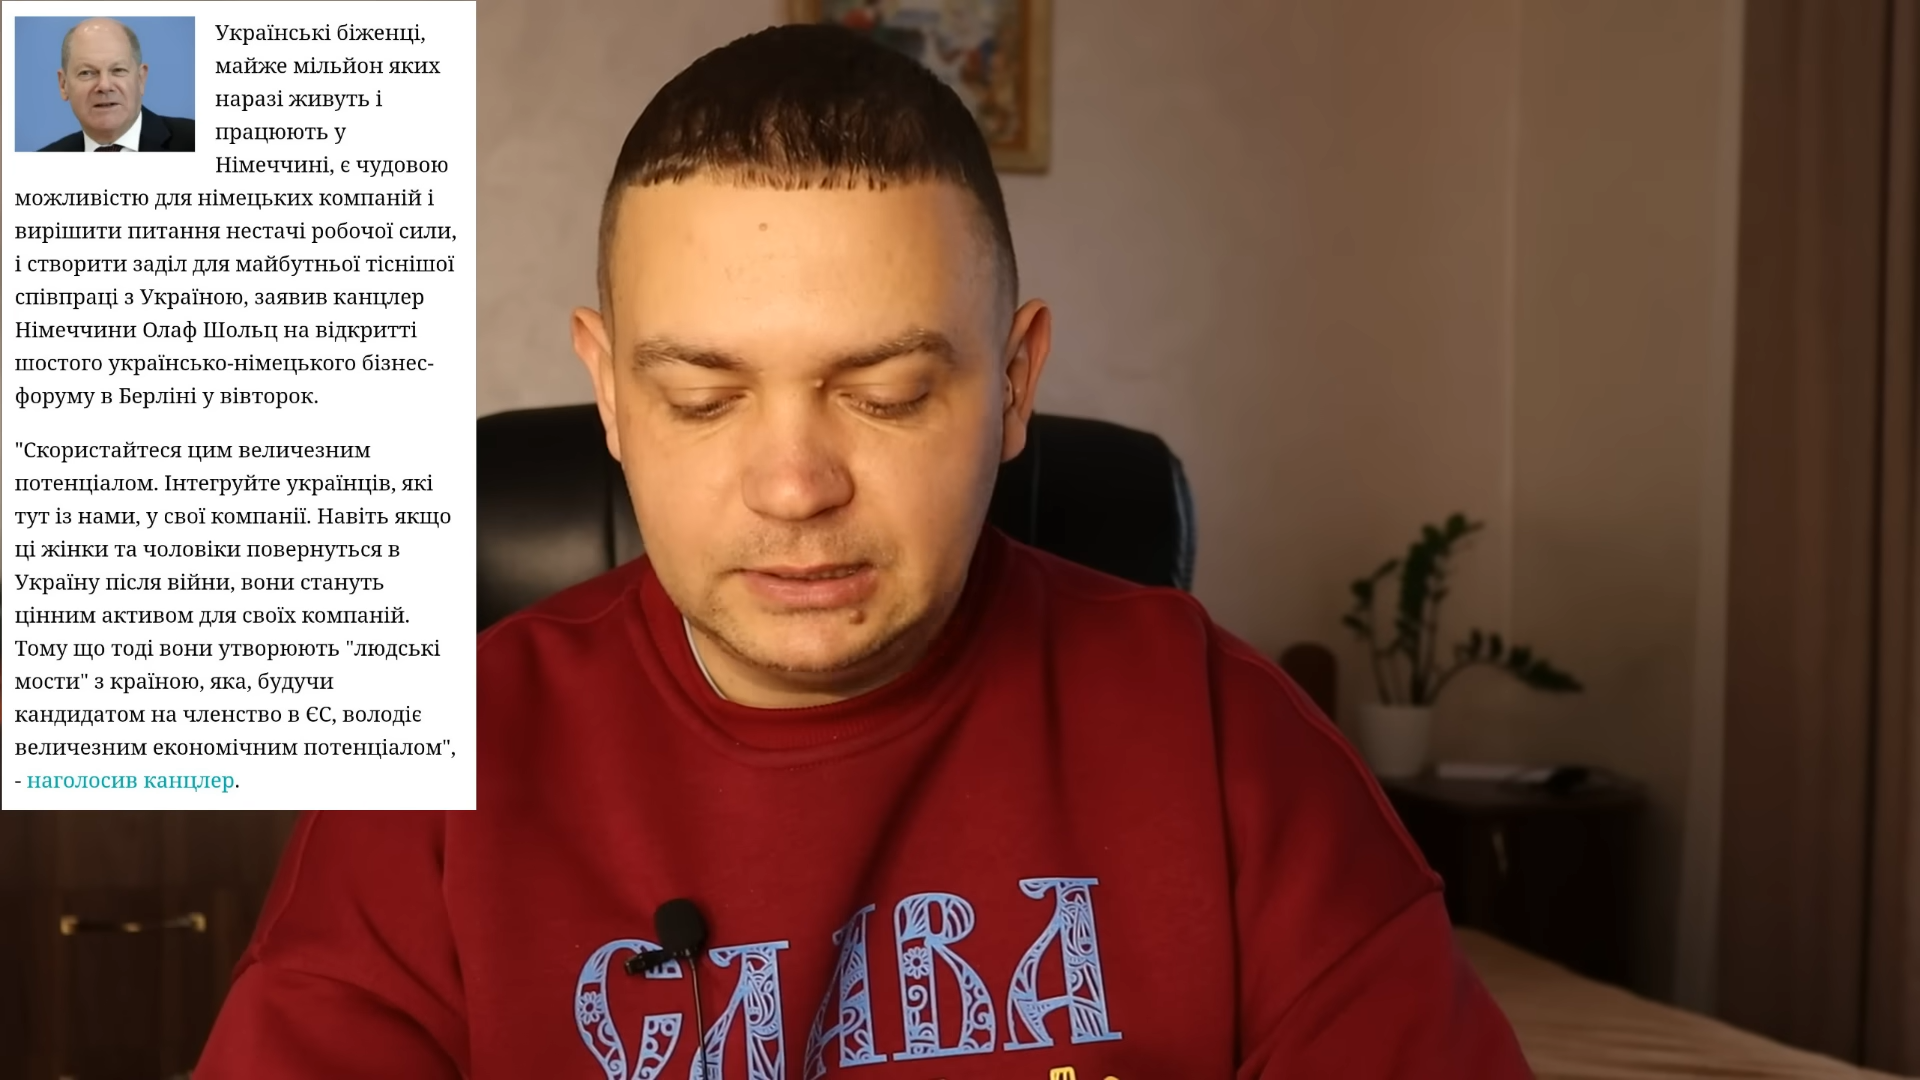 Українські біженці,
майже мільйон яких
наразі живуть і
працюють у
Німеччині, є чудовою
можливістю для німецьких компаній і
вирішити питання нестачі робочої сили,
і створити заділ для майбутньої тіснішої
співпраці з Україною, заявив канцлер
Німеччини Олаф Шольц на відкритті
шостого українсько-німецького бізнес-
форуму в Берліні у вівторок.
"Скористайтеся цим величезним
потенціалом. Інтегруйте українців, які
тут із нами, у свої компанії. Навіть якщо
ці жінки та чоловіки повернуться в
Україну після війни, вони стануть
цінним активом для своїх компаній.
Тому що тоді вони утворюють "людські
мости" з країною, яка, будучи
кандидатом на членство в ЄС, володіє
величезним економічним потенціалом",
- наголосив канцлер.
СЛАВА